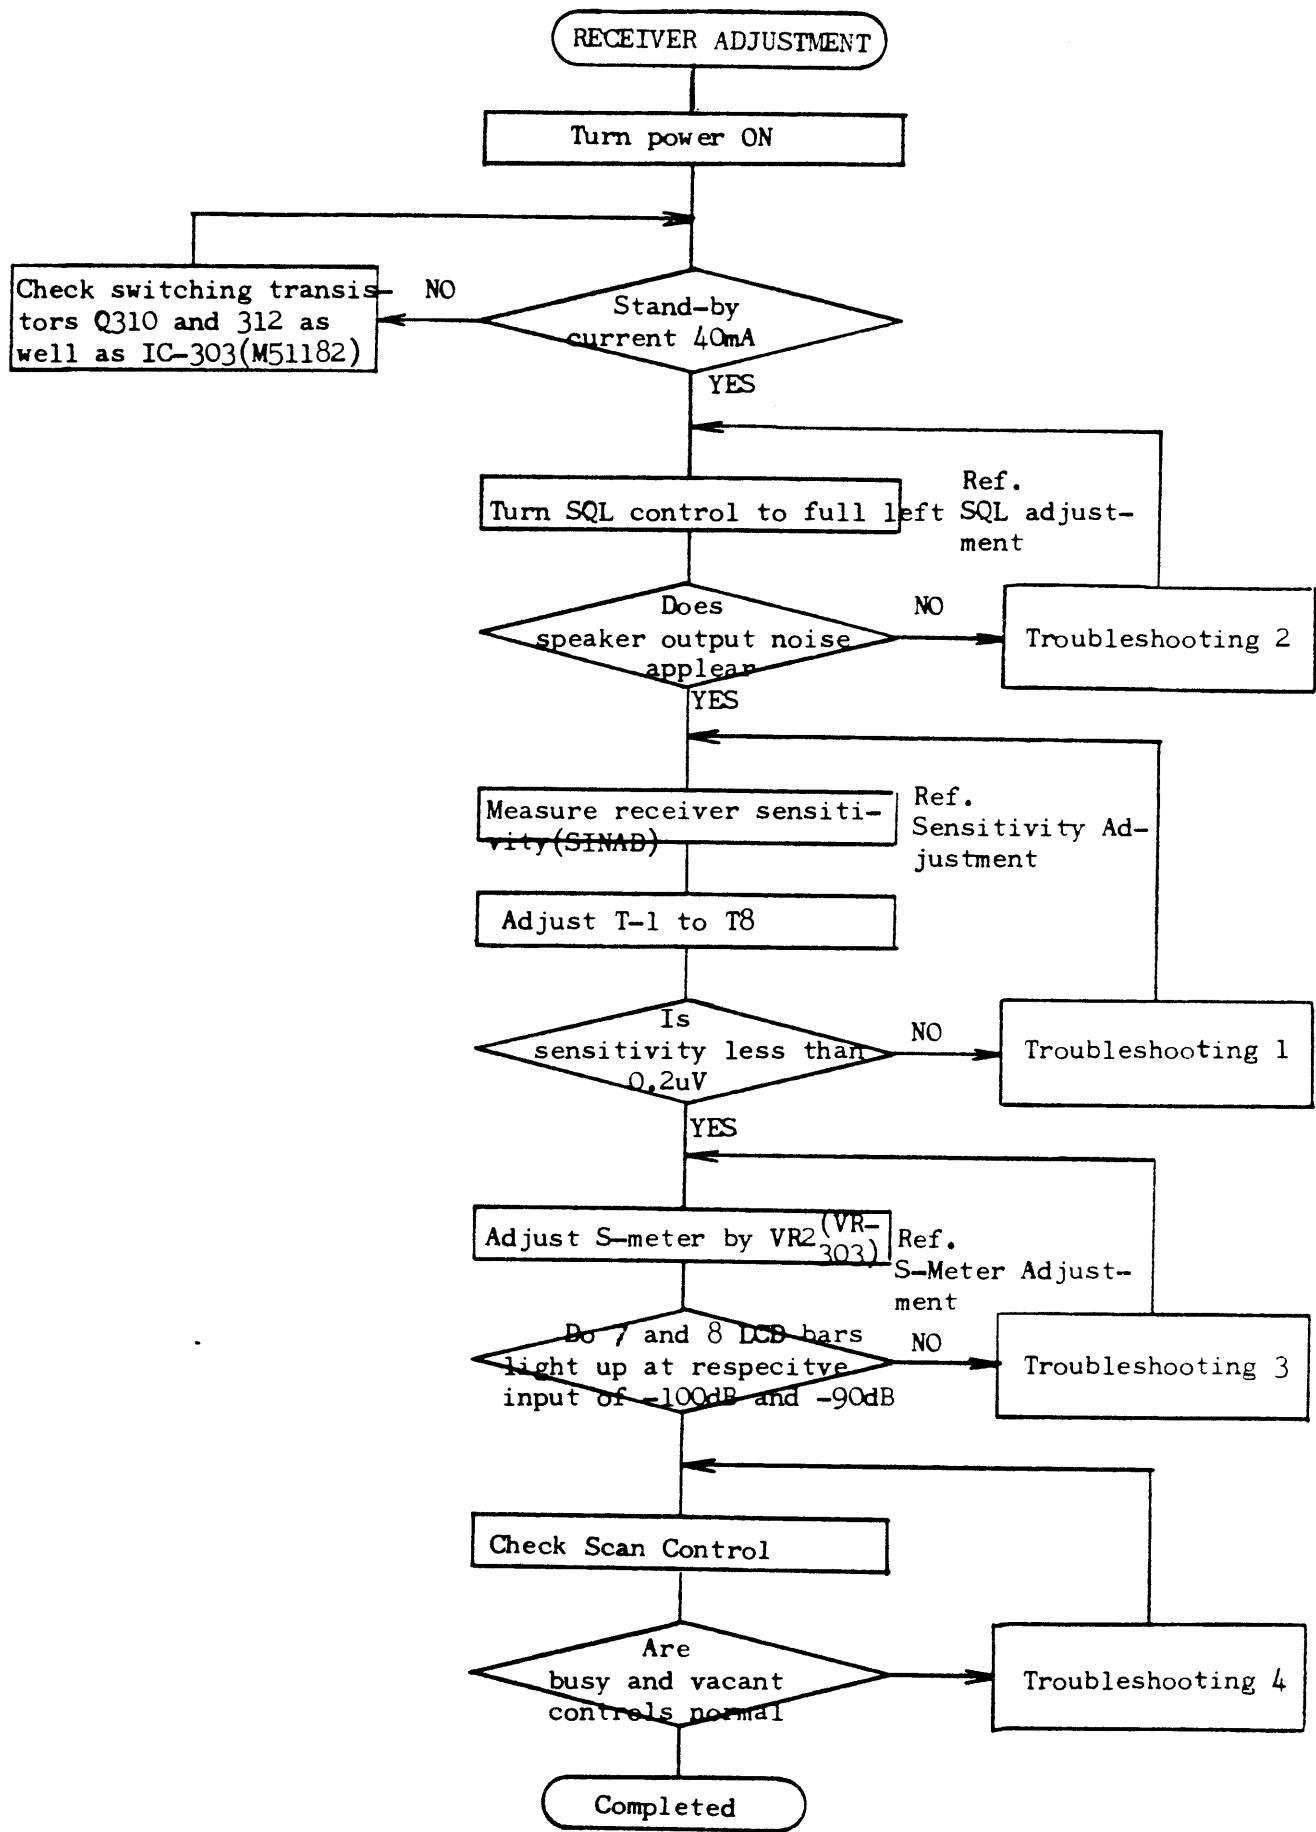 RECEIVER ADJUSTMENT
Turn power ON
Check switching transis-
tors Q310 and 312 as
well as IC-303(M51182)
NO
Stand-by
current 40mA
YES
Turn SQL control to full left
Ref.
SQL adjust-
ment
Does
speaker output noise
applear
NO
Troubleshooting 2
YES
Measure receiver sensiti-
vity(SINAD)
Ref.
Sensitivity Ad-
justment
Adjust T-1 to T8
Is
sensitivity less than
0.2uV
NO
Troubleshooting 1
YES
Adjust S-meter by VR2(VR-
303)
Ref.
S-Meter Adjust-
ment
Do 7 and 8 LCD bars
light up at respecitve
input of -100dB and -90dB
NO
Troubleshooting 3
Check Scan Control
Are
busy and vacant
controls normal
Troubleshooting 4
Completed